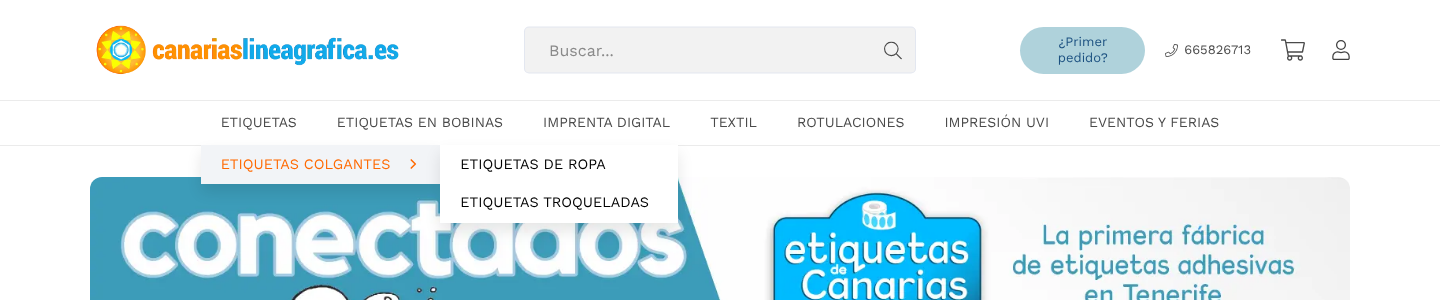 canariaslineagrafica.es
Buscar...
¿Primer
pedido?
665826713
ETIQUETAS
ETIQUETAS EN BOBINAS
IMPRENTA DIGITAL
TEXTIL
ROTULACIONES
IMPRESIÓN UVI
EVENTOS Y FERIAS
ETIQUETAS COLGANTES
ETIQUETAS DE ROPA
ETIQUETAS TROQUELADAS
conectados
etiquetas
de
Canarias
La primera fábrica
de etiquetas adhesivas
en Tenerife